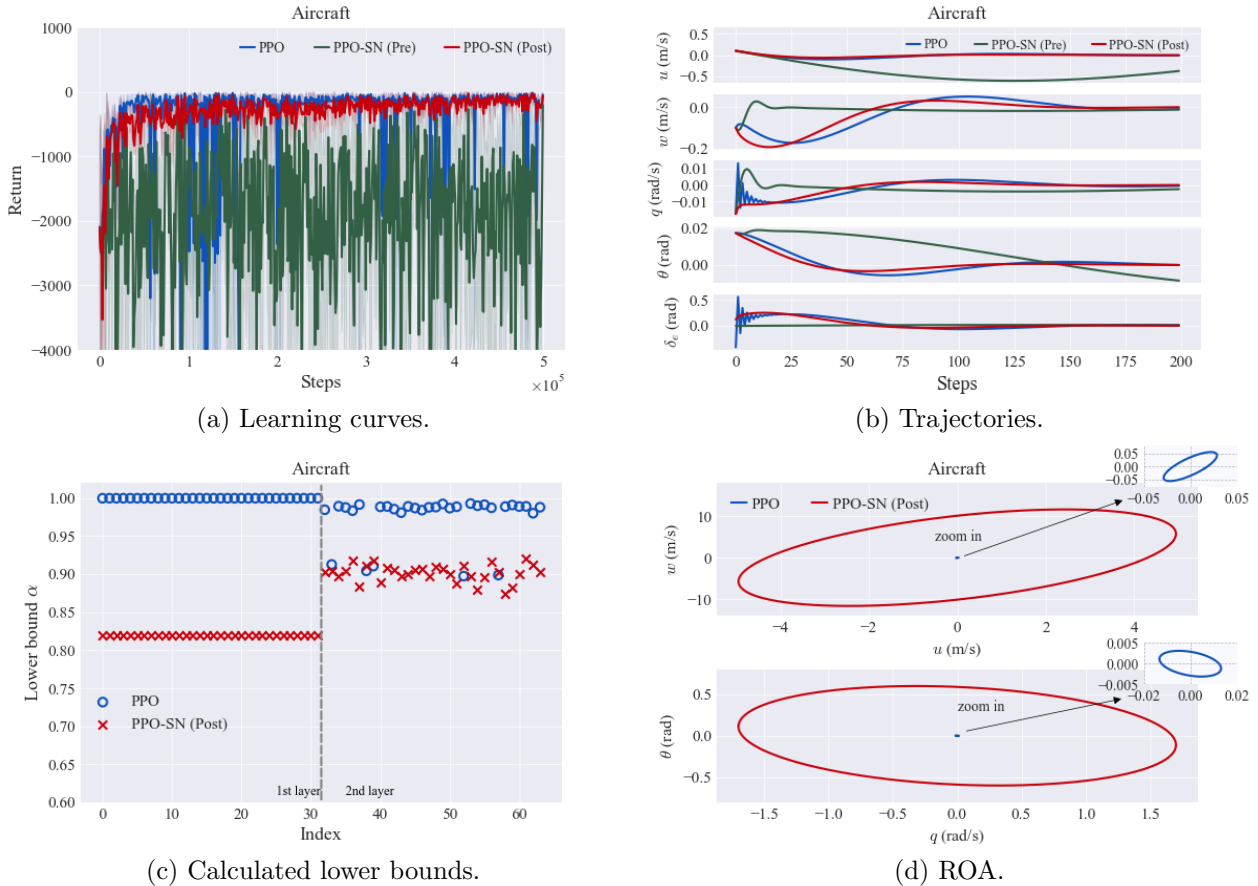 Aircraft
1000
0
−1000
−2000
−3000
−4000
Return
PPO
PPO-SN (Pre)
PPO-SN (Post)
0 1 2 3 4 5
×10⁵
Steps
(a) Learning curves.
Aircraft
0.5
0.0
−0.5
u (m/s)
PPO
PPO-SN (Pre)
PPO-SN (Post)
0.0
−0.2
w (m/s)
0.01
0.00
−0.01
q (rad/s)
0.02
0.00
θ (rad)
0.5
0.0
δe (rad)
0 25 50 75 100 125 150 175 200
Steps
(b) Trajectories.
Aircraft
1.00
0.95
0.90
0.85
0.80
0.75
0.70
0.65
0.60
Lower bound α
PPO
PPO-SN (Post)
1st layer
2nd layer
0 10 20 30 40 50 60
Index
(c) Calculated lower bounds.
Aircraft
PPO
PPO-SN (Post)
10
0
−10
w (m/s)
zoom in
0.05
0.00
−0.05
−0.05 0.00 0.05
−4 −2 0 2 4
u (m/s)
0.5
0.0
−0.5
θ (rad)
zoom in
0.005
0.000
−0.005
−0.02 0.00 0.02
−1.5 −1.0 −0.5 0.0 0.5 1.0 1.5
q (rad/s)
(d) ROA.